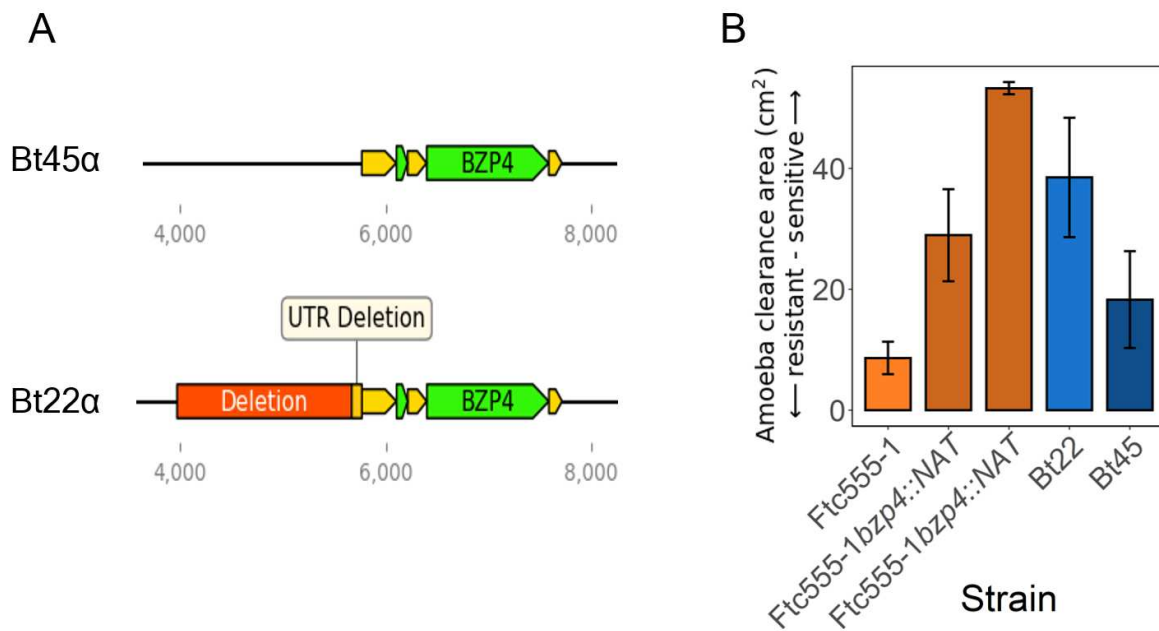 A
Bt45α
BZP4
4,000
6,000
8,000
UTR Deletion
Bt22α
Deletion
BZP4
4,000
6,000
8,000
B
Amoeba clearance area (cm²)
← resistant - sensitive →
40
20
0
Ftc555-1
Ftc555-1bzp4::NAT
Ftc555-1bzp4::NAT
Bt22
Bt45
Strain